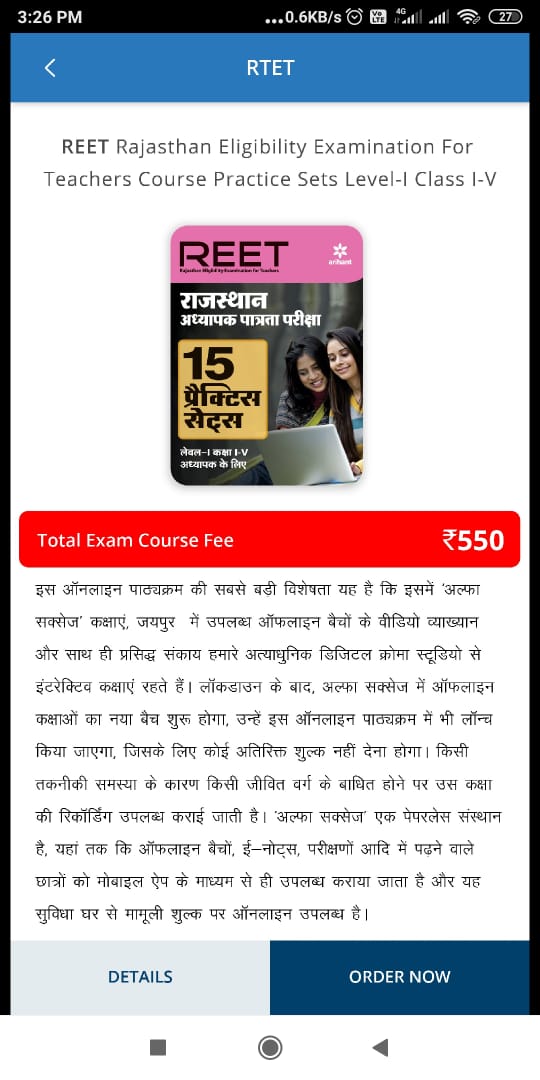 3:26 PM
...0.6KB/s
Vo LTE
4G
27
RTET
REET Rajasthan Eligibility Examination For
Teachers Course Practice Sets Level-I Class I-V
REET
Rajasthan Eligibility Examination for Teachers
arihant
राजस्थान
अध्यापक पात्रता परीक्षा
15
प्रैक्टिस
सेट्स
लेवल-I कक्षा I-V
अध्यापक के लिए
Total Exam Course Fee ₹550
इस ऑनलाइन पाठ्यक्रम की सबसे बड़ी विशेषता यह है कि इसमें 'अल्फा
सक्सेज' कक्षाएं, जयपुर में उपलब्ध ऑफलाइन बैचों के वीडियो व्याख्यान
और साथ ही प्रसिद्ध संकाय हमारे अत्याधुनिक डिजिटल क्रोमा स्टूडियो से
इंटरेक्टिव कक्षाएं रहते हैं। लॉकडाउन के बाद, अल्फा सक्सेज में ऑफलाइन
कक्षाओं का नया बैच शुरू होगा, उन्हें इस ऑनलाइन पाठ्यक्रम में भी लॉन्च
किया जाएगा, जिसके लिए कोई अतिरिक्त शुल्क नहीं देना होगा। किसी
तकनीकी समस्या के कारण किसी जीवित वर्ग के बाधित होने पर उस कक्षा
की रिकॉर्डिंग उपलब्ध कराई जाती है। 'अल्फा सक्सेज' एक पेपरलेस संस्थान
है, यहां तक कि ऑफलाइन बैचों, ई–नोट्स, परीक्षणों आदि में पढ़ने वाले
छात्रों को मोबाइल ऐप के माध्यम से ही उपलब्ध कराया जाता है और यह
सुविधा घर से मामूली शुल्क पर ऑनलाइन उपलब्ध है।
DETAILS
ORDER NOW